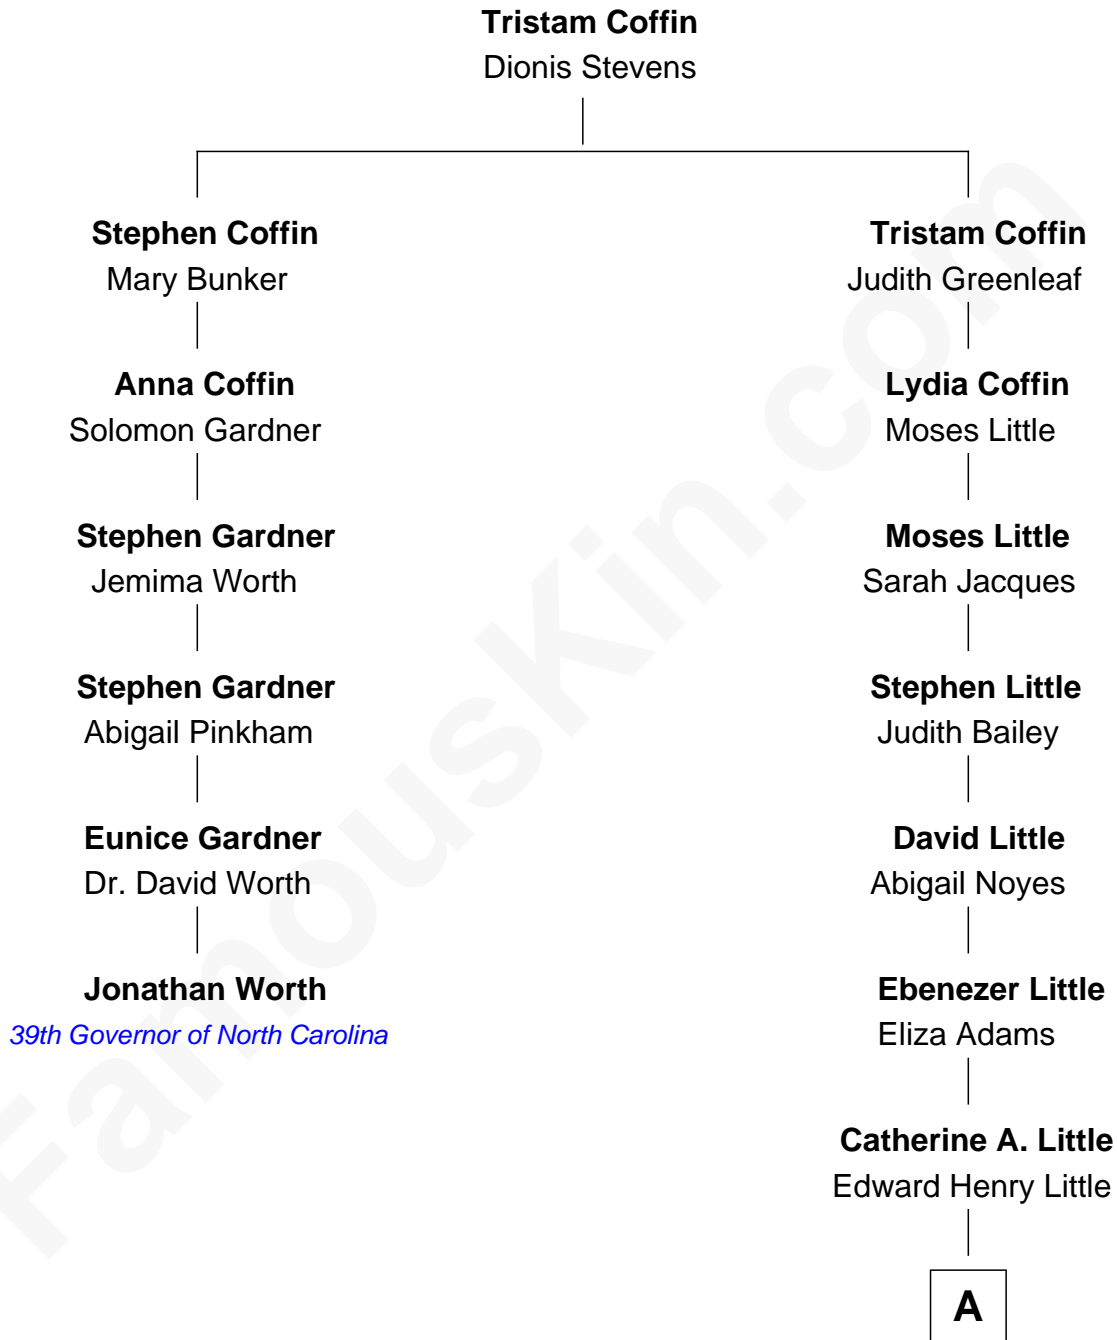 Tristam Coffin
Dionis Stevens
Stephen Coffin
Mary Bunker
Anna Coffin
Solomon Gardner
Stephen Gardner
Jemima Worth
Stephen Gardner
Abigail Pinkham
Eunice Gardner
Dr. David Worth
Jonathan Worth
39th Governor of North Carolina
Tristam Coffin
Judith Greenleaf
Lydia Coffin
Moses Little
Moses Little
Sarah Jacques
Stephen Little
Judith Bailey
David Little
Abigail Noyes
Ebenezer Little
Eliza Adams
Catherine A. Little
Edward Henry Little
A
FamousKin.com